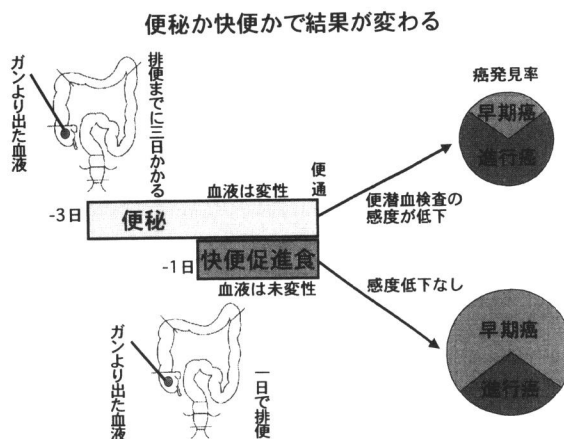 便秘か快便かで結果が変わる
ガンより出た血液
排便までに三日かかる
癌発見率
早期癌
進行癌
血液は変性
便通
-3日
便秘
便潜血検査の
感度が低下
-1日
快便促進食
血液は未変性
感度低下なし
早期癌
進行癌
ガンより出た血液
一日で排便